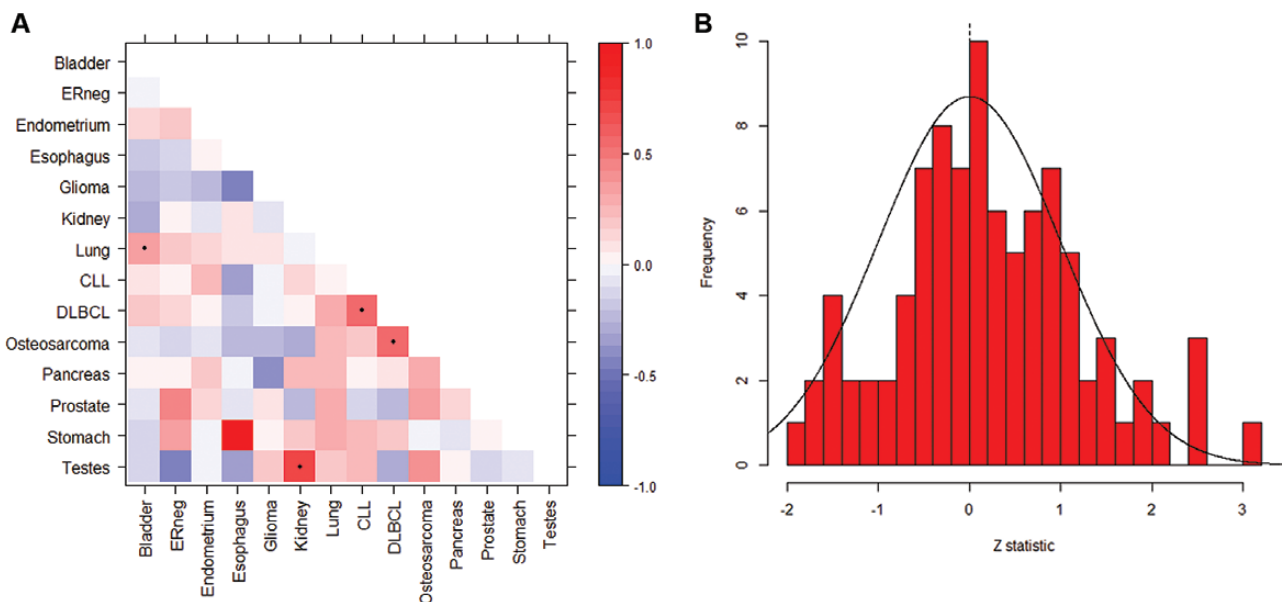 A
Bladder
ERneg
Endometrium
Esophagus
Glioma
Kidney
Lung
CLL
DLBCL
Osteosarcoma
Pancreas
Prostate
Stomach
Testes
Bladder
ERneg
Endometrium
Esophagus
Glioma
Kidney
Lung
CLL
DLBCL
Osteosarcoma
Pancreas
Prostate
Stomach
Testes
1.0
0.5
0.0
-0.5
-1.0
B
Frequency
10
8
6
4
2
0
-2 -1 0 1 2 3
Z statistic